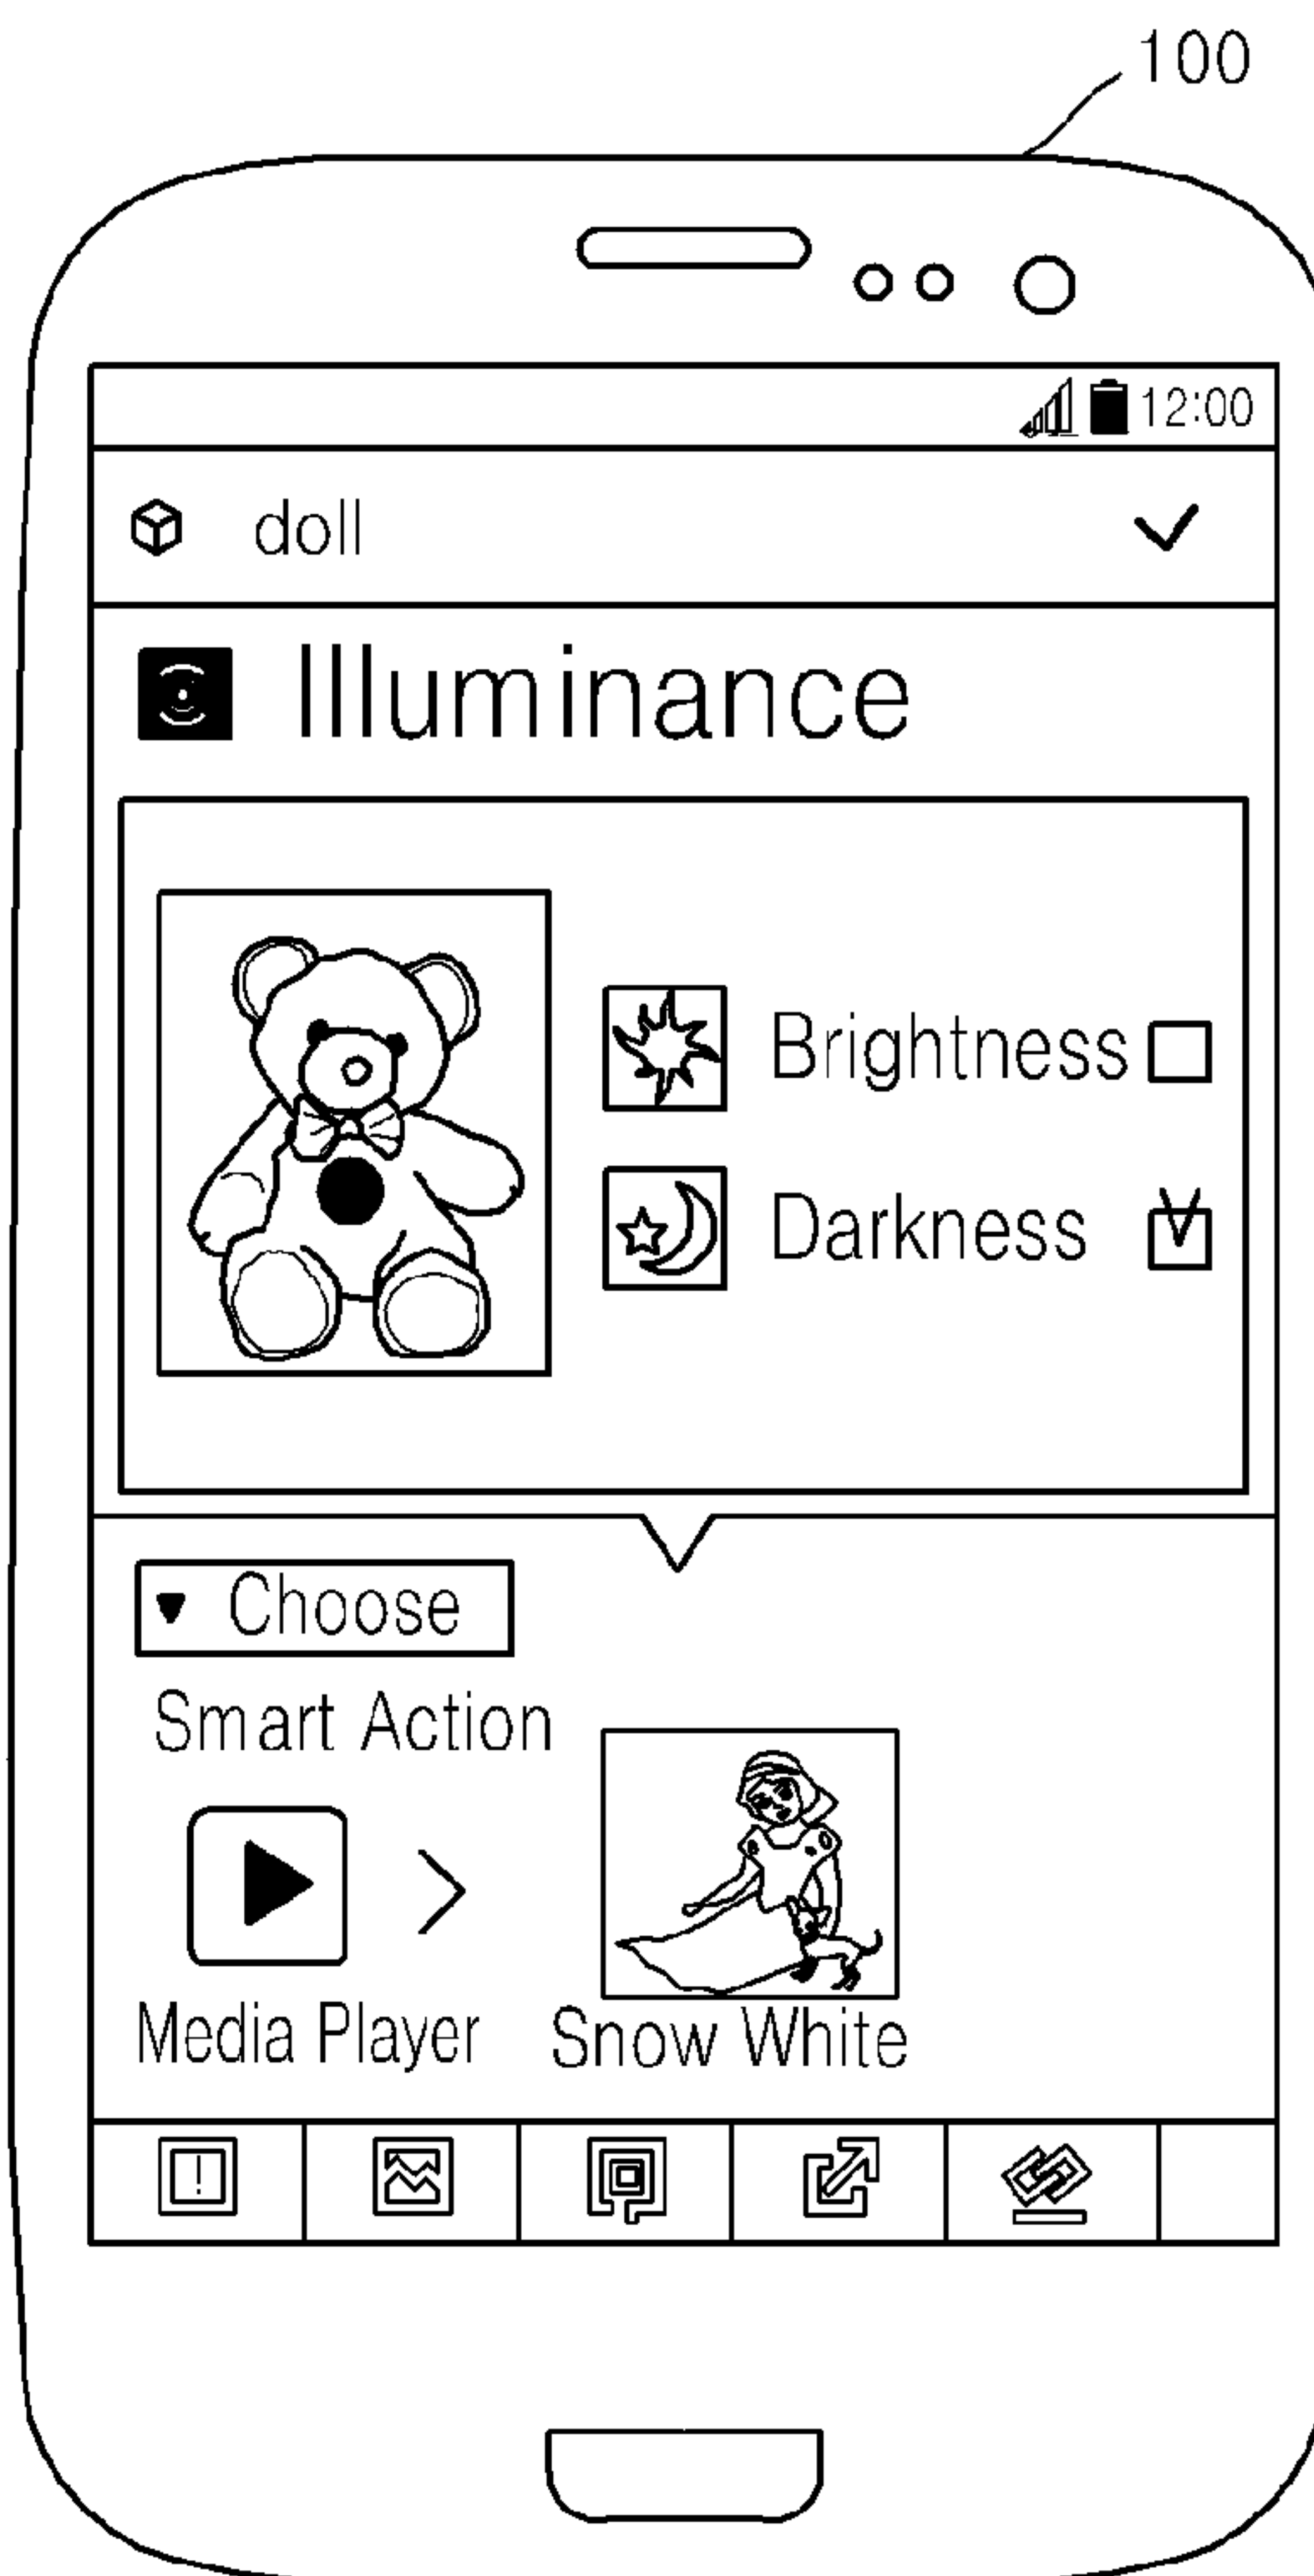 100
12:00
doll
Illuminance
Brightness
Darkness
Choose
Smart Action
Media Player
Snow White